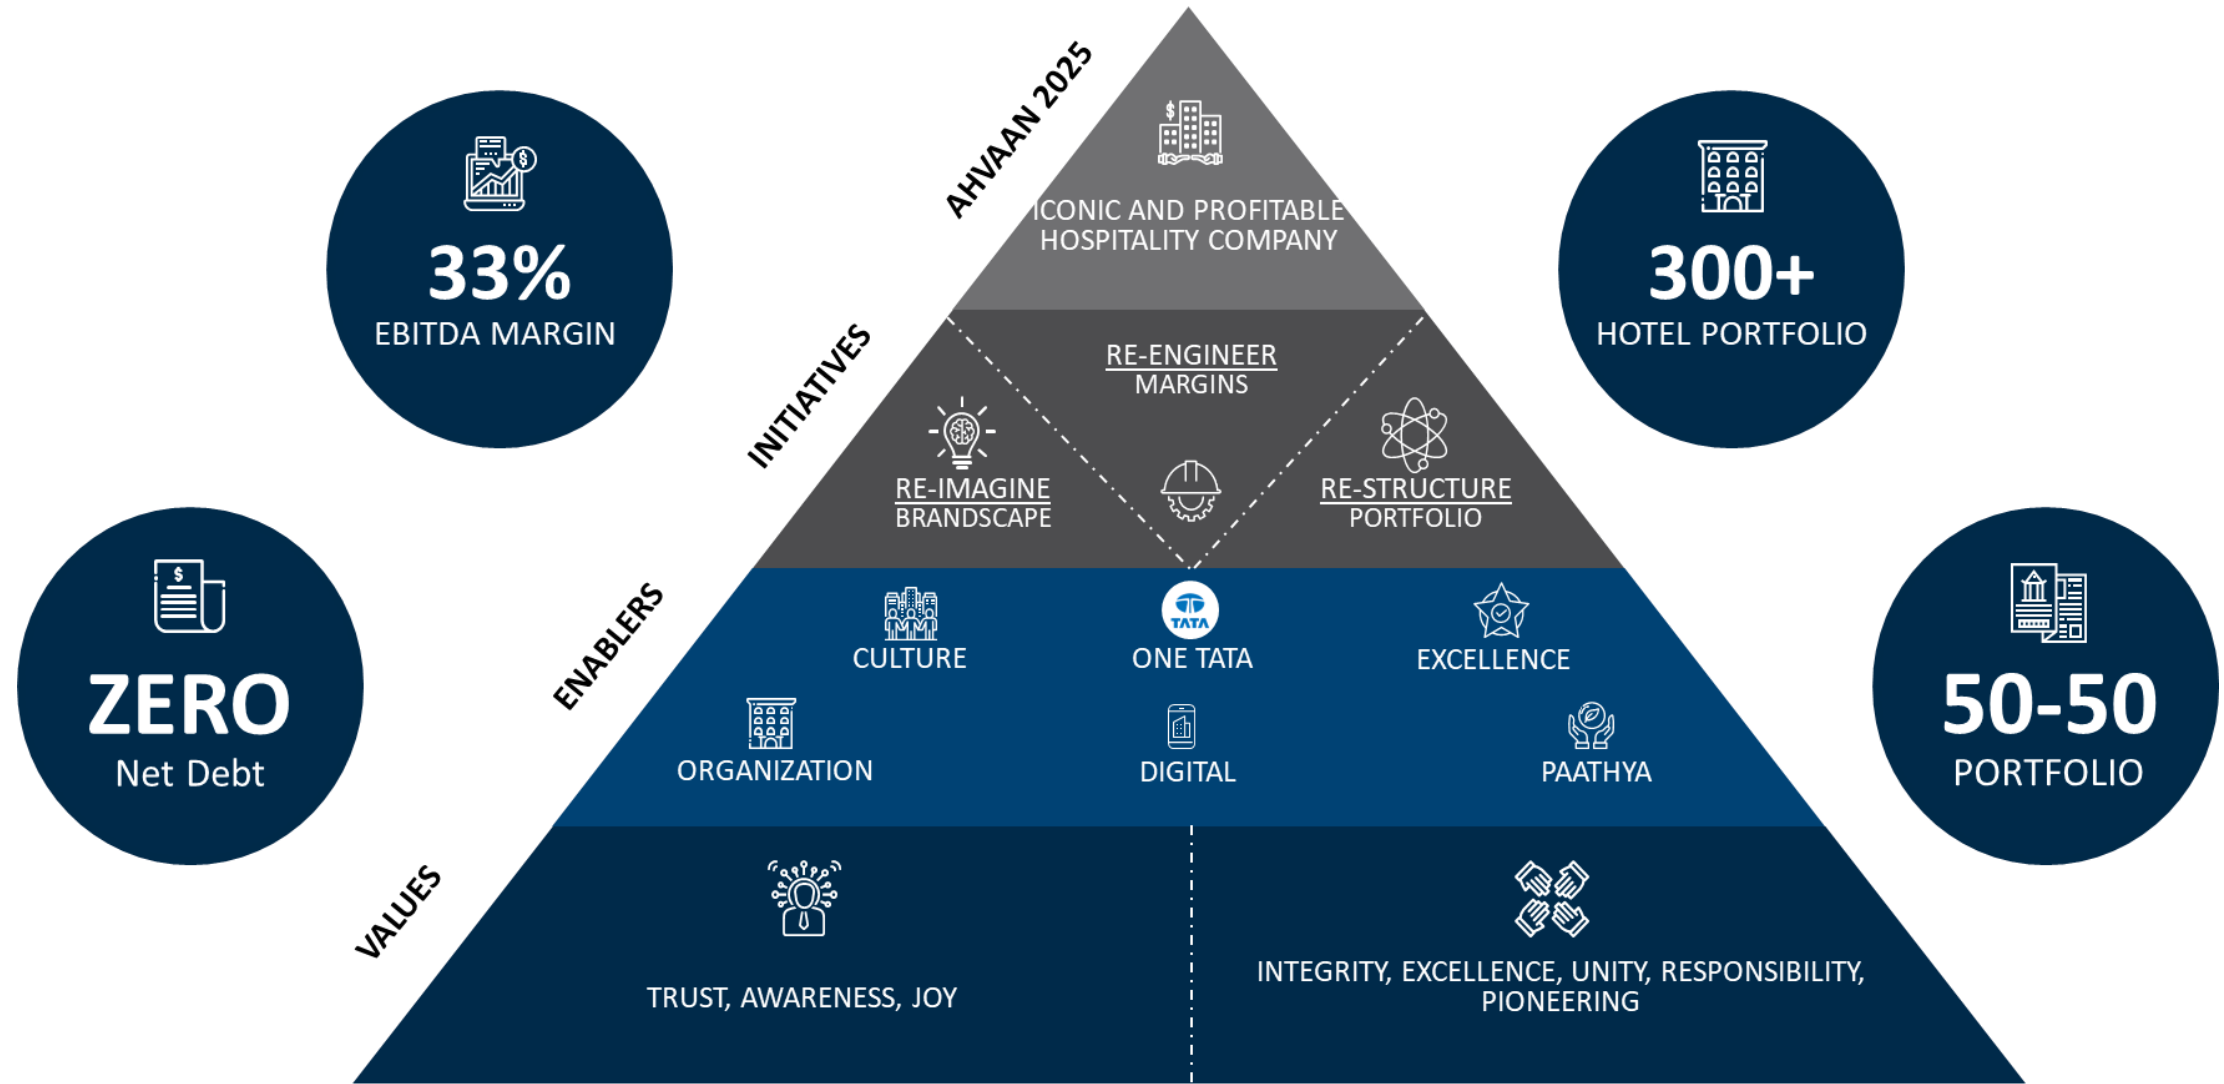 AHVAAN 2025
ICONIC AND PROFITABLE
HOSPITALITY COMPANY
33%
EBITDA MARGIN
300+
HOTEL PORTFOLIO
INITIATIVES
RE-ENGINEER
MARGINS
RE-IMAGINE
BRANDSCAPE
RE-STRUCTURE
PORTFOLIO
ZERO
Net Debt
50-50
PORTFOLIO
ENABLERS
TATA
CULTURE
ONE TATA
EXCELLENCE
ORGANIZATION
DIGITAL
PAATHYA
VALUES
TRUST, AWARENESS, JOY
INTEGRITY, EXCELLENCE, UNITY, RESPONSIBILITY,
PIONEERING